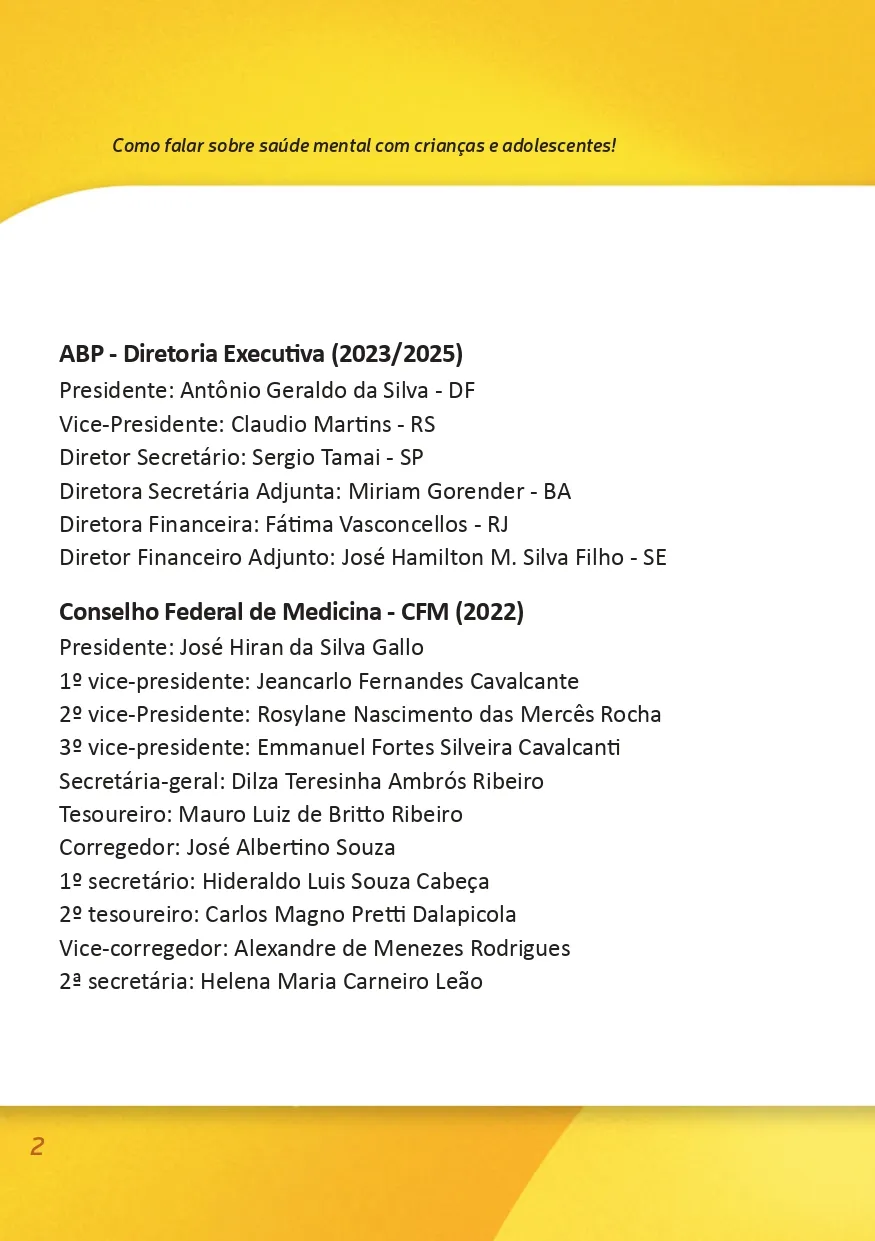 Como falar sobre saúde mental com crianças e adolescentes!
ABP - Diretoria Executiva (2023/2025)
Presidente: Antônio Geraldo da Silva - DF
Vice-Presidente: Claudio Martins - RS
Diretor Secretário: Sergio Tamai - SP
Diretora Secretária Adjunta: Miriam Gorender - BA
Diretora Financeira: Fátima Vasconcellos - RJ
Diretor Financeiro Adjunto: José Hamilton M. Silva Filho - SE
Conselho Federal de Medicina - CFM (2022)
Presidente: José Hiran da Silva Gallo
1º vice-presidente: Jeancarlo Fernandes Cavalcante
2º vice-Presidente: Rosylane Nascimento das Mercês Rocha
3º vice-presidente: Emmanuel Fortes Silveira Cavalcanti
Secretária-geral: Dilza Teresinha Ambrós Ribeiro
Tesoureiro: Mauro Luiz de Britto Ribeiro
Corregedor: José Albertino Souza
1º secretário: Hideraldo Luis Souza Cabeça
2º tesoureiro: Carlos Magno Pretti Dalapicola
Vice-corregedor: Alexandre de Menezes Rodrigues
2ª secretária: Helena Maria Carneiro Leão
2